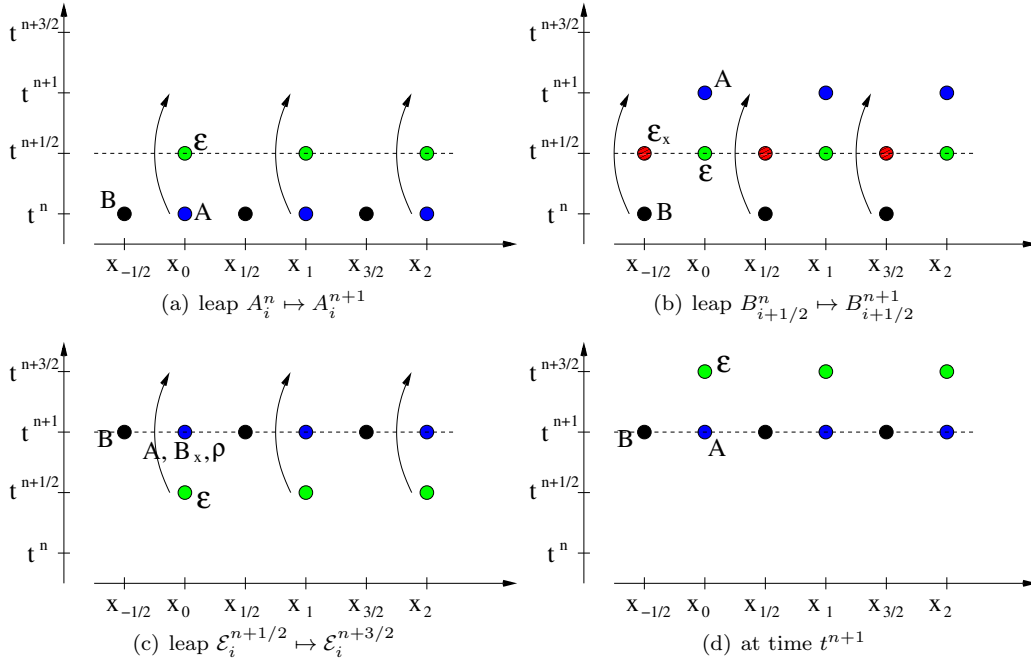 t^{n+3/2}
t^{n+1}
t^{n+1/2}
t^n
ε
B
A
x_{-1/2} x_0 x_{1/2} x_1 x_{3/2} x_2
(a) leap A_i^n ↦ A_i^{n+1}
t^{n+3/2}
t^{n+1}
t^{n+1/2}
t^n
A
ε_x
ε
B
x_{-1/2} x_0 x_{1/2} x_1 x_{3/2} x_2
(b) leap B_{i+1/2}^n ↦ B_{i+1/2}^{n+1}
t^{n+3/2}
t^{n+1}
t^{n+1/2}
t^n
B
A, B_x, ρ
ε
x_{-1/2} x_0 x_{1/2} x_1 x_{3/2} x_2
(c) leap ℰ_i^{n+1/2} ↦ ℰ_i^{n+3/2}
t^{n+3/2}
t^{n+1}
t^{n+1/2}
t^n
ε
B
A
x_{-1/2} x_0 x_{1/2} x_1 x_{3/2} x_2
(d) at time t^{n+1}